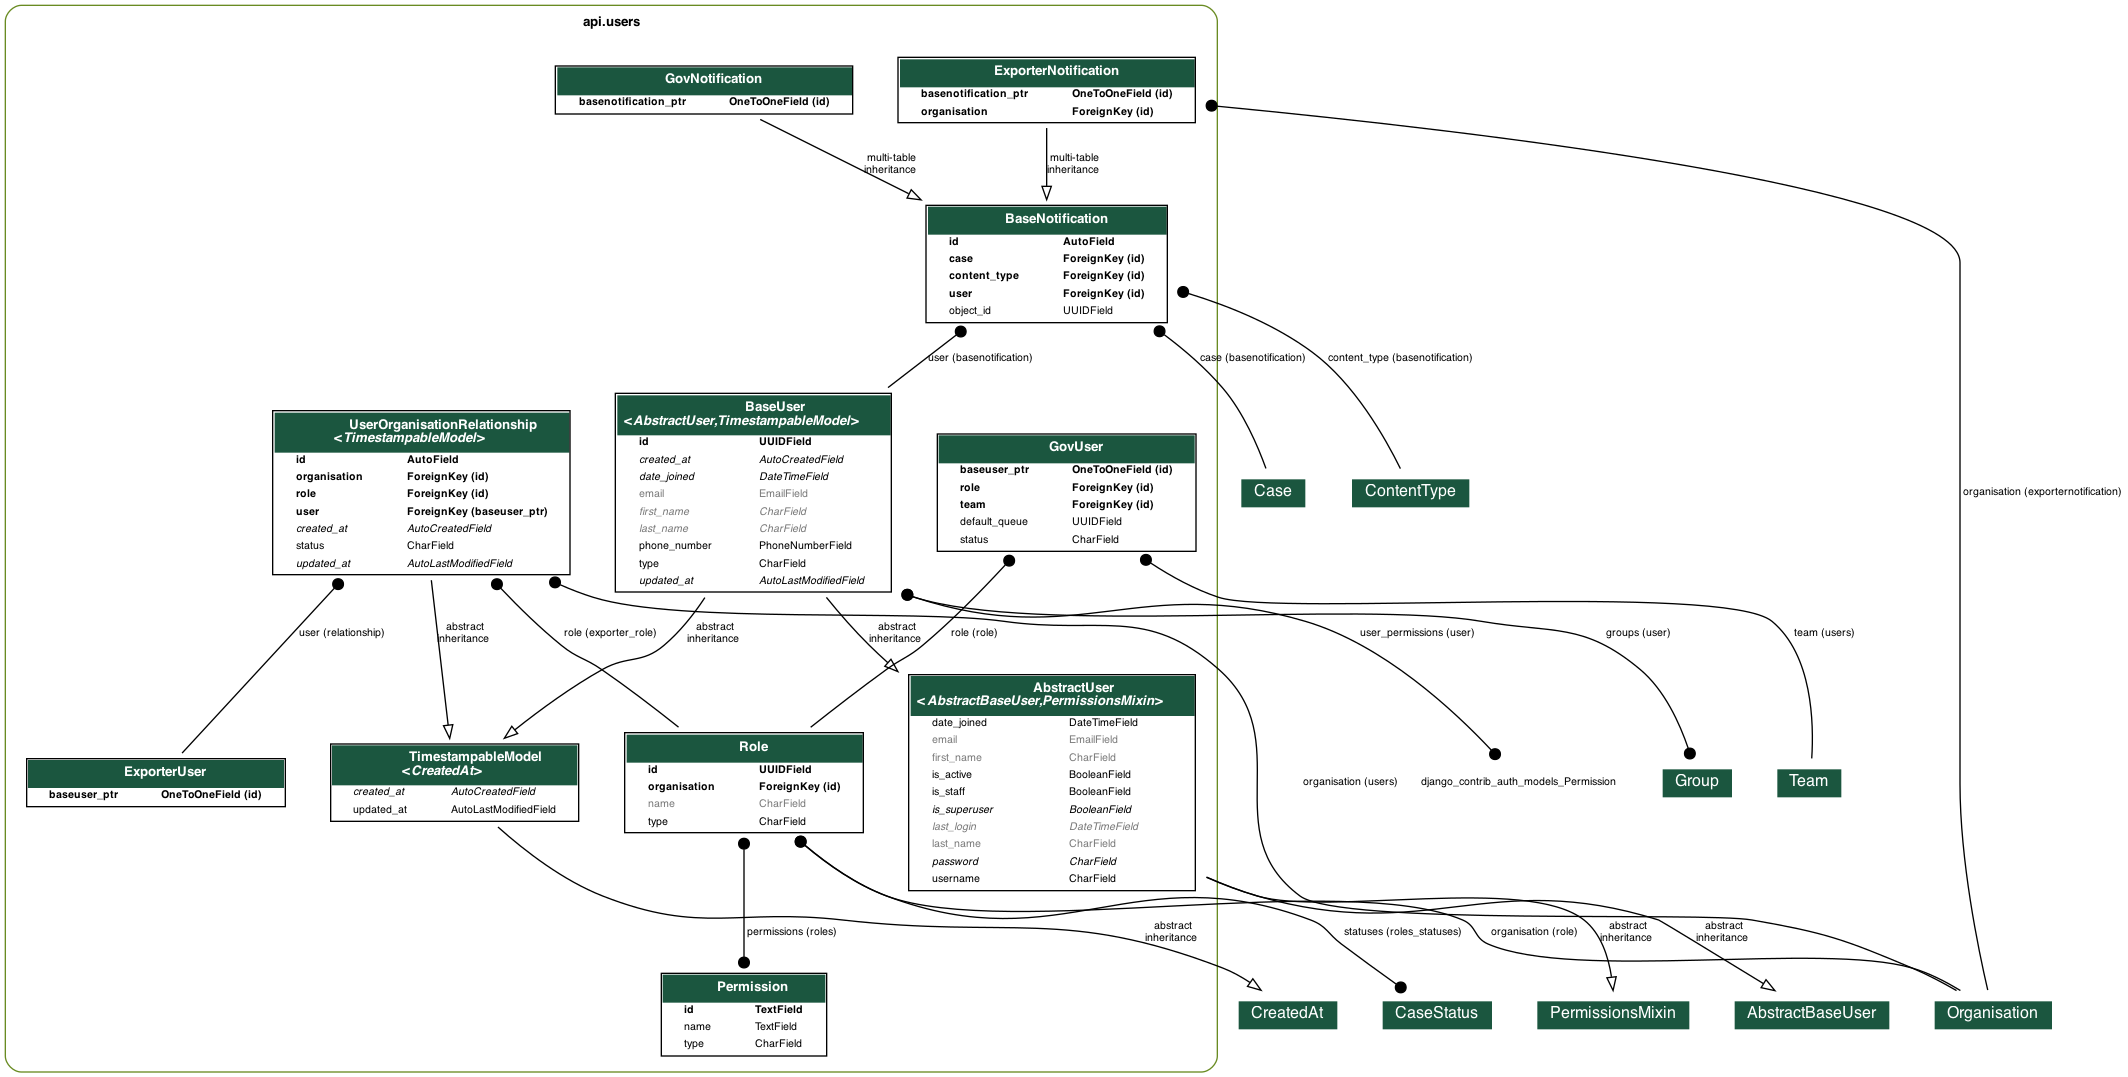 api.users
GovNotification
basenotification_ptr OneToOneField (id)
ExporterNotification
basenotification_ptr OneToOneField (id)
organisation ForeignKey (id)
multi-table
inheritance
multi-table
inheritance
BaseNotification
id AutoField
case ForeignKey (id)
content_type ForeignKey (id)
user ForeignKey (id)
object_id UUIDField
user (basenotification)
case (basenotification)
content_type (basenotification)
UserOrganisationRelationship
<TimestampableModel>
id AutoField
organisation ForeignKey (id)
role ForeignKey (id)
user ForeignKey (baseuser_ptr)
created_at AutoCreatedField
status CharField
updated_at AutoLastModifiedField
BaseUser
<AbstractUser,TimestampableModel>
id UUIDField
created_at AutoCreatedField
date_joined DateTimeField
email EmailField
first_name CharField
last_name CharField
phone_number PhoneNumberField
type CharField
updated_at AutoLastModifiedField
GovUser
baseuser_ptr OneToOneField (id)
role ForeignKey (id)
team ForeignKey (id)
default_queue UUIDField
status CharField
Case
ContentType
organisation (exporternotification)
user (relationship)
abstract
inheritance
role (exporter_role)
abstract
inheritance
abstract
inheritance
role (role)
user_permissions (user)
groups (user)
team (users)
ExporterUser
baseuser_ptr OneToOneField (id)
TimestampableModel
<CreatedAt>
created_at AutoCreatedField
updated_at AutoLastModifiedField
Role
id UUIDField
organisation ForeignKey (id)
name CharField
type CharField
AbstractUser
<AbstractBaseUser,PermissionsMixin>
date_joined DateTimeField
email EmailField
first_name CharField
is_active BooleanField
is_staff BooleanField
is_superuser BooleanField
last_login DateTimeField
last_name CharField
password CharField
username CharField
organisation (users)
django_contrib_auth_models_Permission
Group
Team
permissions (roles)
abstract
inheritance
statuses (roles_statuses)
organisation (role)
abstract
inheritance
abstract
inheritance
Permission
id TextField
name TextField
type CharField
CreatedAt
CaseStatus
PermissionsMixin
AbstractBaseUser
Organisation